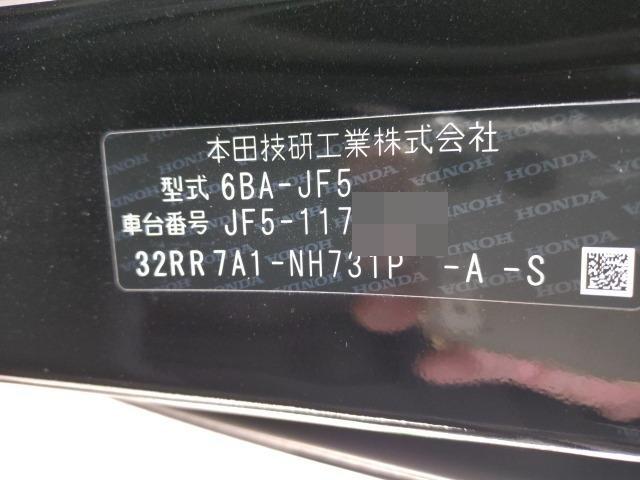 本田技研工業株式会社
型式 6BA-JF5
車台番号 JF5-117
32RR7A1-NH731P -A -S